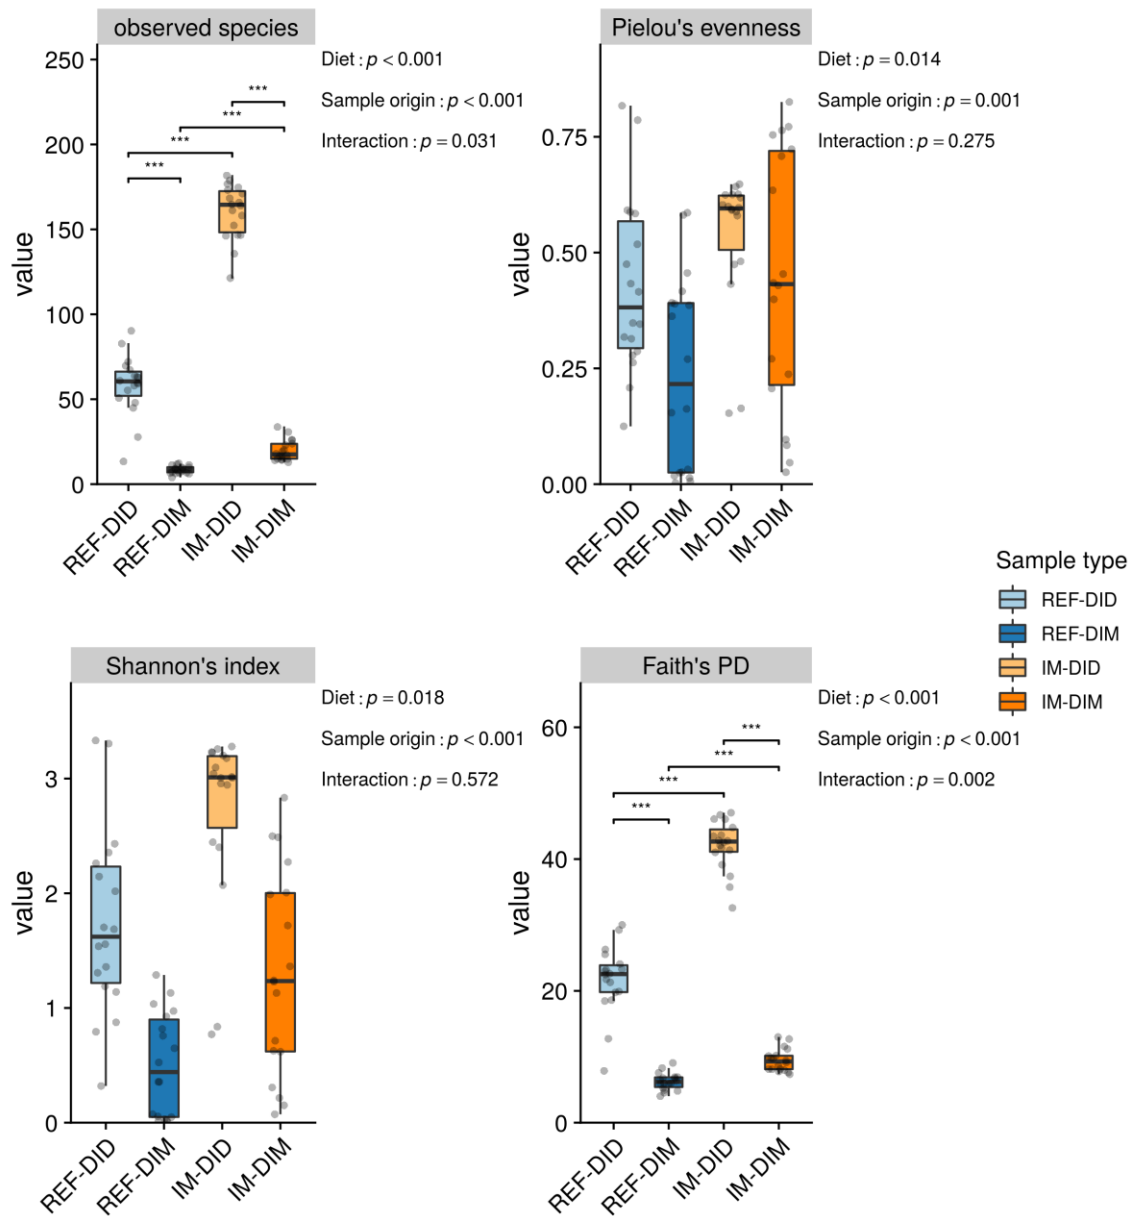 observed species
250
200
150
100
50
0
value
***
***
***
***
REF-DID
REF-DIM
IM-DID
IM-DIM
Diet : p < 0.001
Sample origin : p < 0.001
Interaction : p = 0.031
Pielou's evenness
0.75
0.50
0.25
0.00
value
REF-DID
REF-DIM
IM-DID
IM-DIM
Diet : p = 0.014
Sample origin : p = 0.001
Interaction : p = 0.275
Sample type
REF-DID
REF-DIM
IM-DID
IM-DIM
Shannon's index
3
2
1
0
value
REF-DID
REF-DIM
IM-DID
IM-DIM
Diet : p = 0.018
Sample origin : p < 0.001
Interaction : p = 0.572
Faith's PD
60
40
20
0
value
***
***
***
***
REF-DID
REF-DIM
IM-DID
IM-DIM
Diet : p < 0.001
Sample origin : p < 0.001
Interaction : p = 0.002